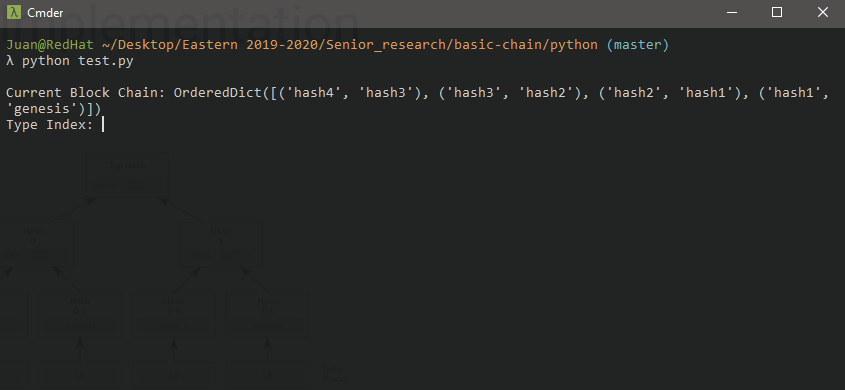 Cmder
Implementation
Juan@RedHat ~/Desktop/Eastern 2019-2020/Senior_research/basic-chain/python (master)
λ python test.py
Current Block Chain: OrderedDict([('hash4', 'hash3'), ('hash3', 'hash2'), ('hash2', 'hash1'), ('hash1',
'genesis')])
Type Index: